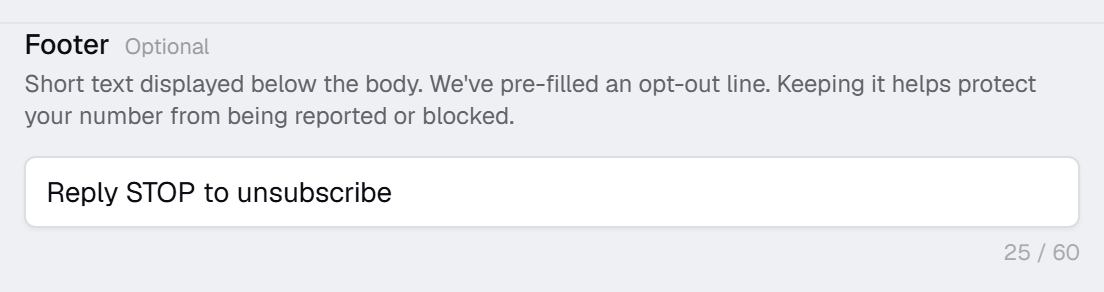 Footer Optional
Short text displayed below the body. We've pre-filled an opt-out line. Keeping it helps protect
your number from being reported or blocked.
Reply STOP to unsubscribe
25 / 60